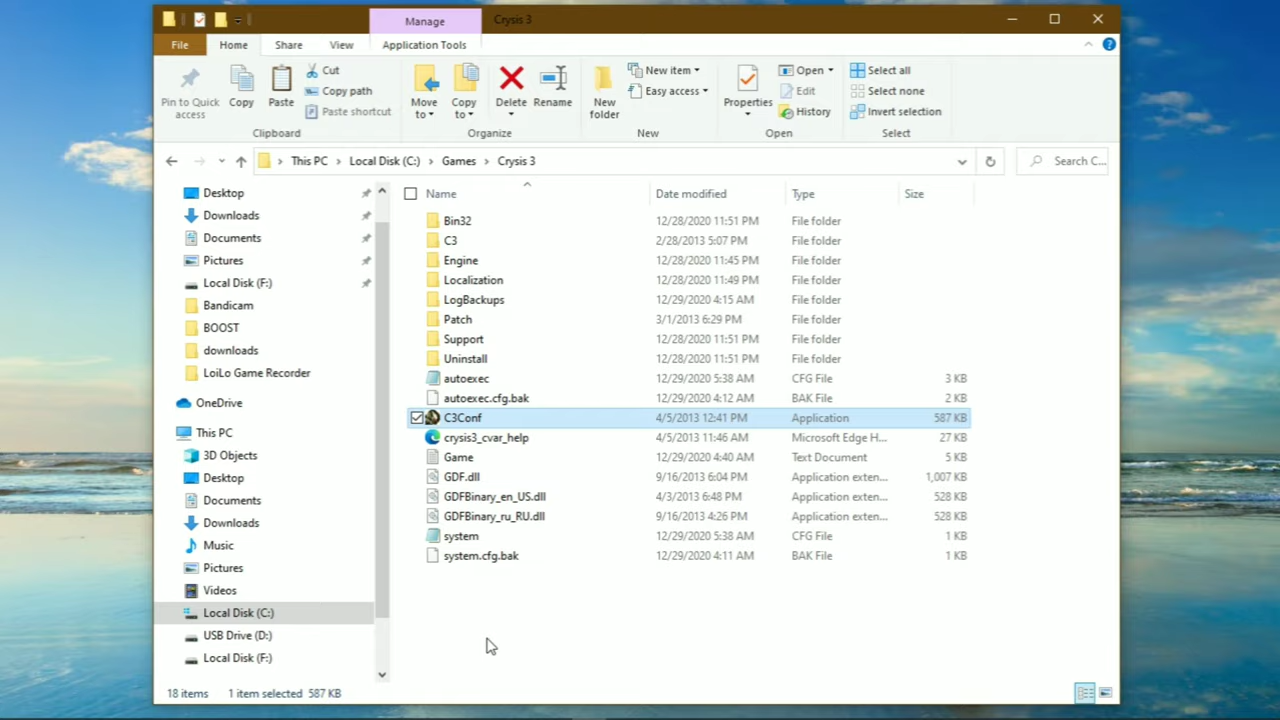 Manage
Crysis 3
File
Home
Share
View
Application Tools
Pin to Quick
access
Copy
Paste
Cut
Copy path
Paste shortcut
Clipboard
Move
to
Copy
to
Delete
Rename
Organize
New
folder
New item
Easy access
New
Properties
Open
Edit
History
Open
Select all
Select none
Invert selection
Select
This PC > Local Disk (C:) > Games > Crysis 3
Search C...
Desktop
Downloads
Documents
Pictures
Local Disk (F:)
Bandicam
BOOST
downloads
LoiLo Game Recorder
OneDrive
This PC
3D Objects
Desktop
Documents
Downloads
Music
Pictures
Videos
Local Disk (C:)
USB Drive (D:)
Local Disk (F:)
Name Date modified Type Size
Bin32 12/28/2020 11:51 PM File folder
C3 2/28/2013 5:07 PM File folder
Engine 12/28/2020 11:45 PM File folder
Localization 12/28/2020 11:49 PM File folder
LogBackups 12/29/2020 4:15 AM File folder
Patch 3/1/2013 6:29 PM File folder
Support 12/28/2020 11:51 PM File folder
Uninstall 12/28/2020 11:51 PM File folder
autoexec 12/29/2020 5:38 AM CFG File 3 KB
autoexec.cfg.bak 12/29/2020 4:12 AM BAK File 2 KB
C3Conf 4/5/2013 12:41 PM Application 587 KB
crysis3_cvar_help 4/5/2013 11:46 AM Microsoft Edge H... 27 KB
Game 12/29/2020 4:40 AM Text Document 5 KB
GDF.dll 9/16/2013 6:04 PM Application exten... 1,007 KB
GDFBinary_en_US.dll 4/3/2013 6:48 PM Application exten... 528 KB
GDFBinary_ru_RU.dll 9/16/2013 4:26 PM Application exten... 528 KB
system 12/29/2020 5:38 AM CFG File 1 KB
system.cfg.bak 12/29/2020 4:11 AM BAK File 1 KB
18 items 1 item selected 587 KB